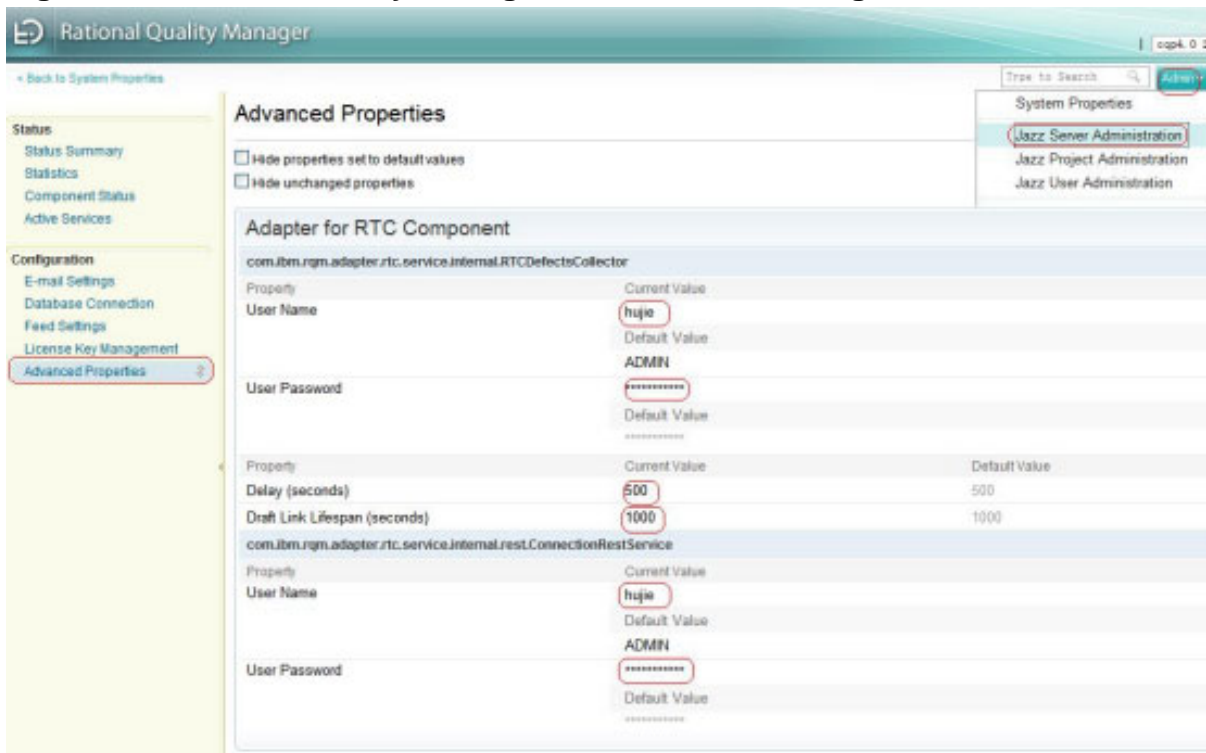 Rational Quality Manager
< Back to System Properties
Type to Search
Admin
System Properties
Jazz Server Administration
Jazz Project Administration
Jazz User Administration
Status
Status Summary
Statistics
Component Status
Active Services
Configuration
E-mail Settings
Database Connection
Feed Settings
License Key Management
Advanced Properties
Advanced Properties
Hide properties set to default values
Hide unchanged properties
Adapter for RTC Component
com.ibm.rqm.adapter.rtc.service.internal.RTCDefectsCollector
Property Current Value
User Name hujie
Default Value
ADMIN
User Password ***********
Default Value
***********
Property Current Value Default Value
Delay (seconds) 500 500
Draft Link Lifespan (seconds) 1000 1000
com.ibm.rqm.adapter.rtc.service.internal.rest.ConnectionRestService
Property Current Value
User Name hujie
Default Value
ADMIN
User Password ***********
Default Value
***********